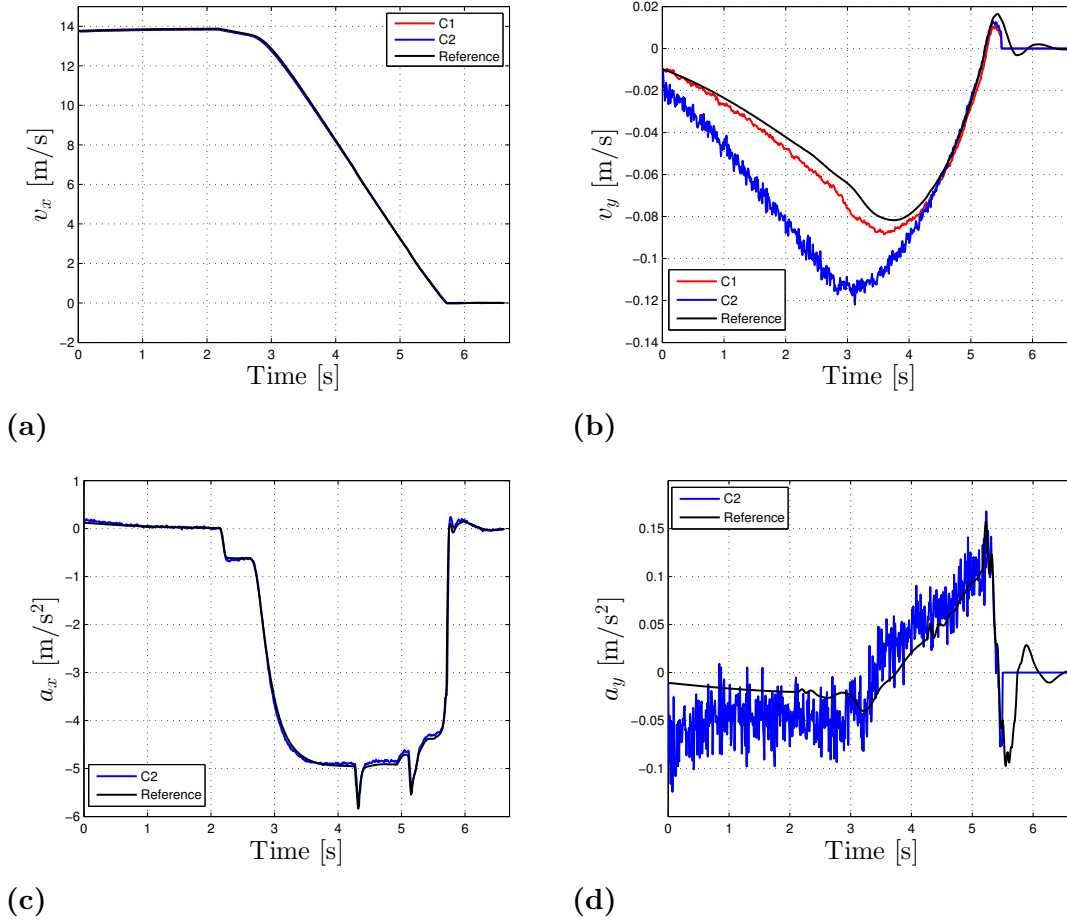 14
12
10
8
6
4
2
0
−2
0 1 2 3 4 5 6
v_x [m/s]
Time [s]
C1
C2
Reference
(a)
0.02
0
−0.02
−0.04
−0.06
−0.08
−0.1
−0.12
−0.14
0 1 2 3 4 5 6
v_y [m/s]
Time [s]
C1
C2
Reference
(b)
1
0
−1
−2
−3
−4
−5
−6
0 1 2 3 4 5 6
a_x [m/s²]
Time [s]
C2
Reference
(c)
0.15
0.1
0.05
0
−0.05
−0.1
0 1 2 3 4 5 6
a_y [m/s²]
Time [s]
C2
Reference
(d)